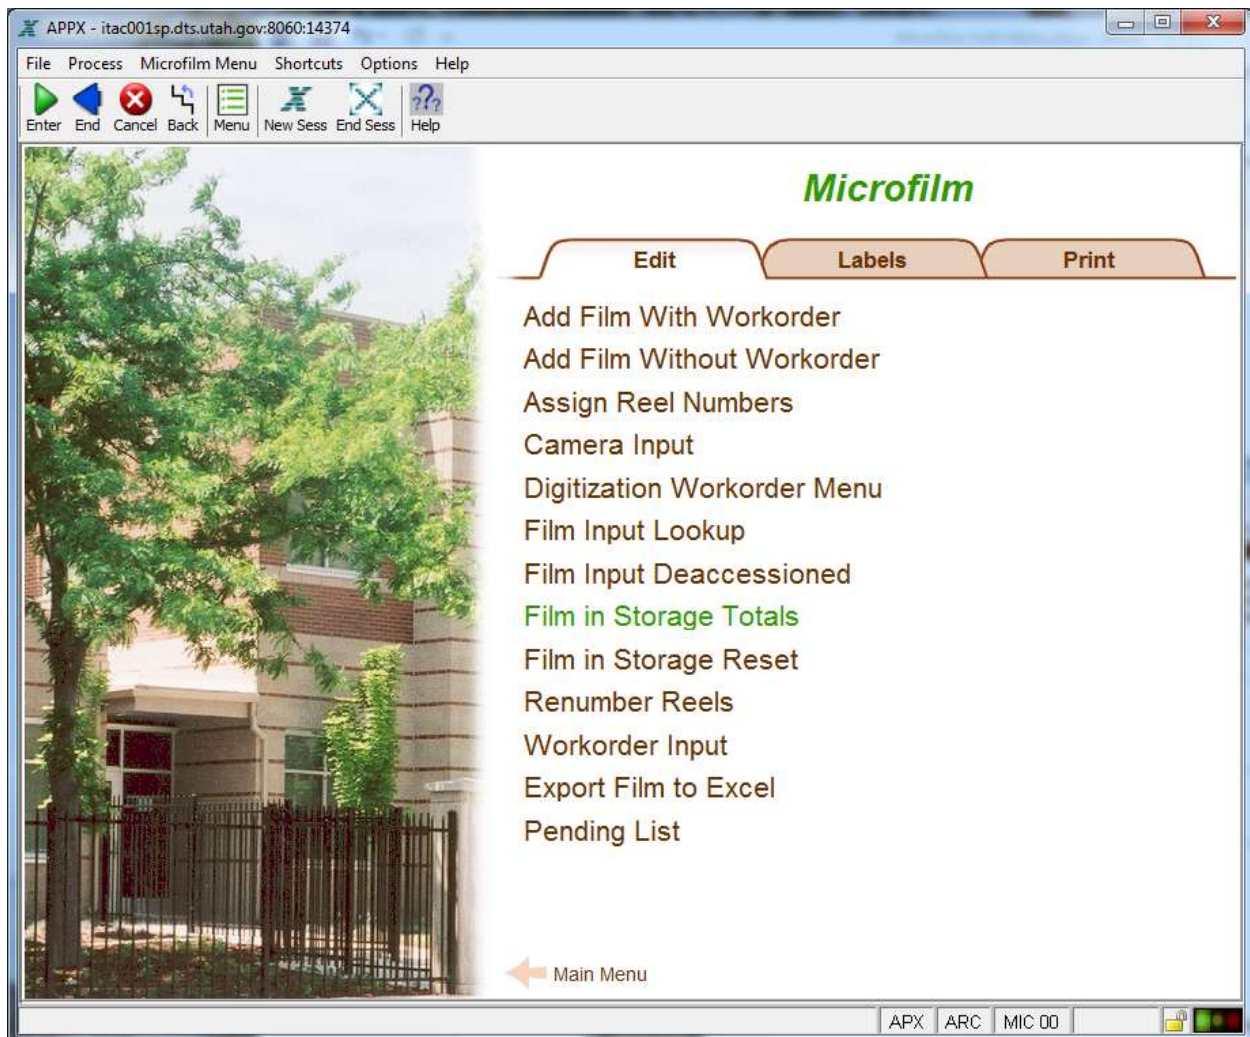 APPX - itac001sp.dts.utah.gov:8060:14374
File Process Microfilm Menu Shortcuts Options Help
Enter End Cancel Back Menu New Sess End Sess ??? Help
Microfilm
Edit Labels Print
Add Film With Workorder
Add Film Without Workorder
Assign Reel Numbers
Camera Input
Digitization Workorder Menu
Film Input Lookup
Film Input Deaccessioned
Film in Storage Totals
Film in Storage Reset
Renumber Reels
Workorder Input
Export Film to Excel
Pending List
Main Menu
APX ARC MIC 00